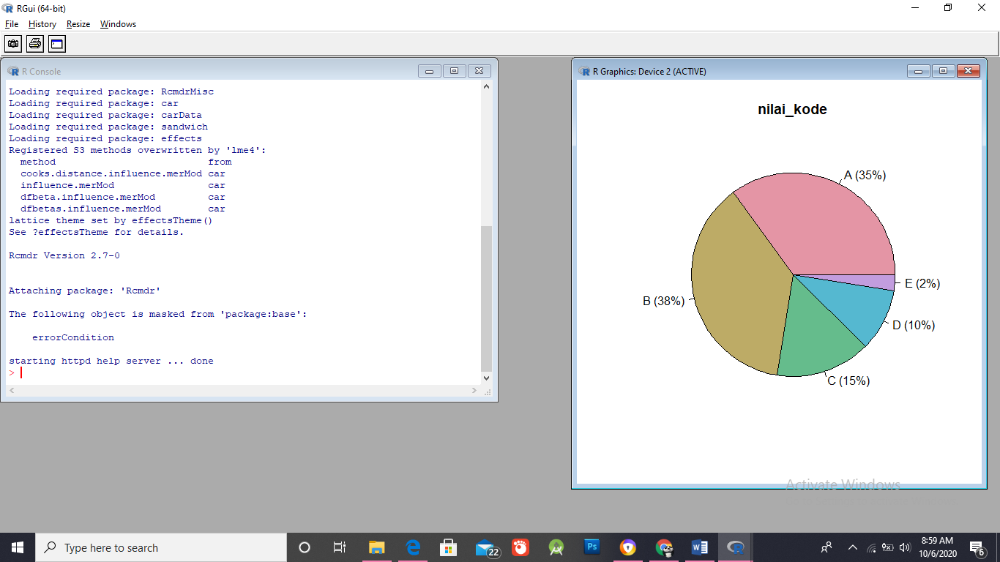 RGui (64-bit)
File History Resize Windows
R Console
Loading required package: RcmdrMisc
Loading required package: car
Loading required package: carData
Loading required package: sandwich
Loading required package: effects
Registered S3 methods overwritten by 'lme4':
method from
cooks.distance.influence.merMod car
influence.merMod car
dfbeta.influence.merMod car
dfbetas.influence.merMod car
lattice theme set by effectsTheme()
See ?effectsTheme for details.
Rcmdr Version 2.7-0
Attaching package: 'Rcmdr'
The following object is masked from 'package:base':
errorCondition
starting httpd help server ... done
>
R Graphics: Device 2 (ACTIVE)
nilai_kode
A (35%)
B (38%)
E (2%)
D (10%)
C (15%)
Activate Windows
Type here to search
22
Ps
8:59 AM
10/6/2020
6